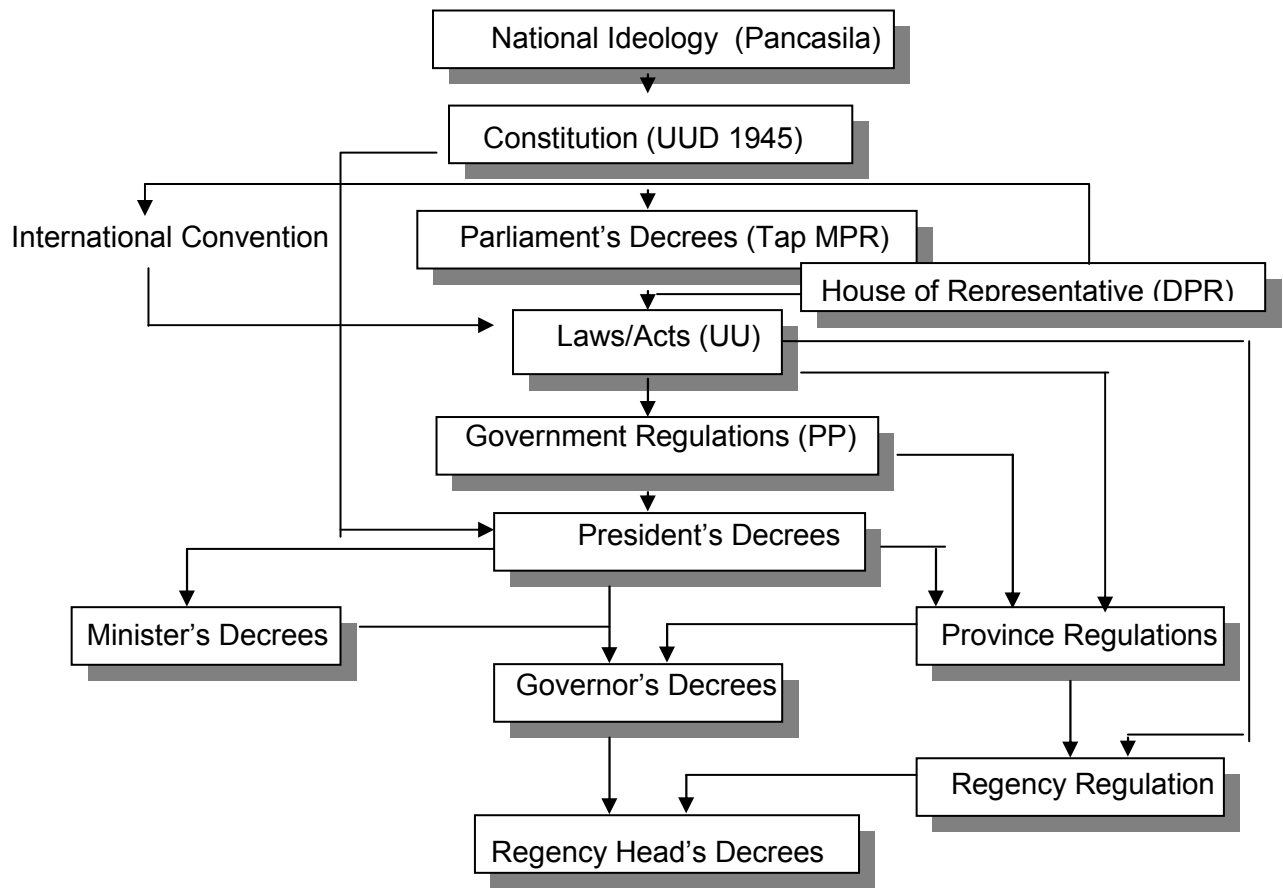 National Ideology (Pancasila)
Constitution (UUD 1945)
International Convention
Parliament's Decrees (Tap MPR)
House of Representative (DPR)
Laws/Acts (UU)
Government Regulations (PP)
President's Decrees
Minister's Decrees
Province Regulations
Governor's Decrees
Regency Regulation
Regency Head's Decrees